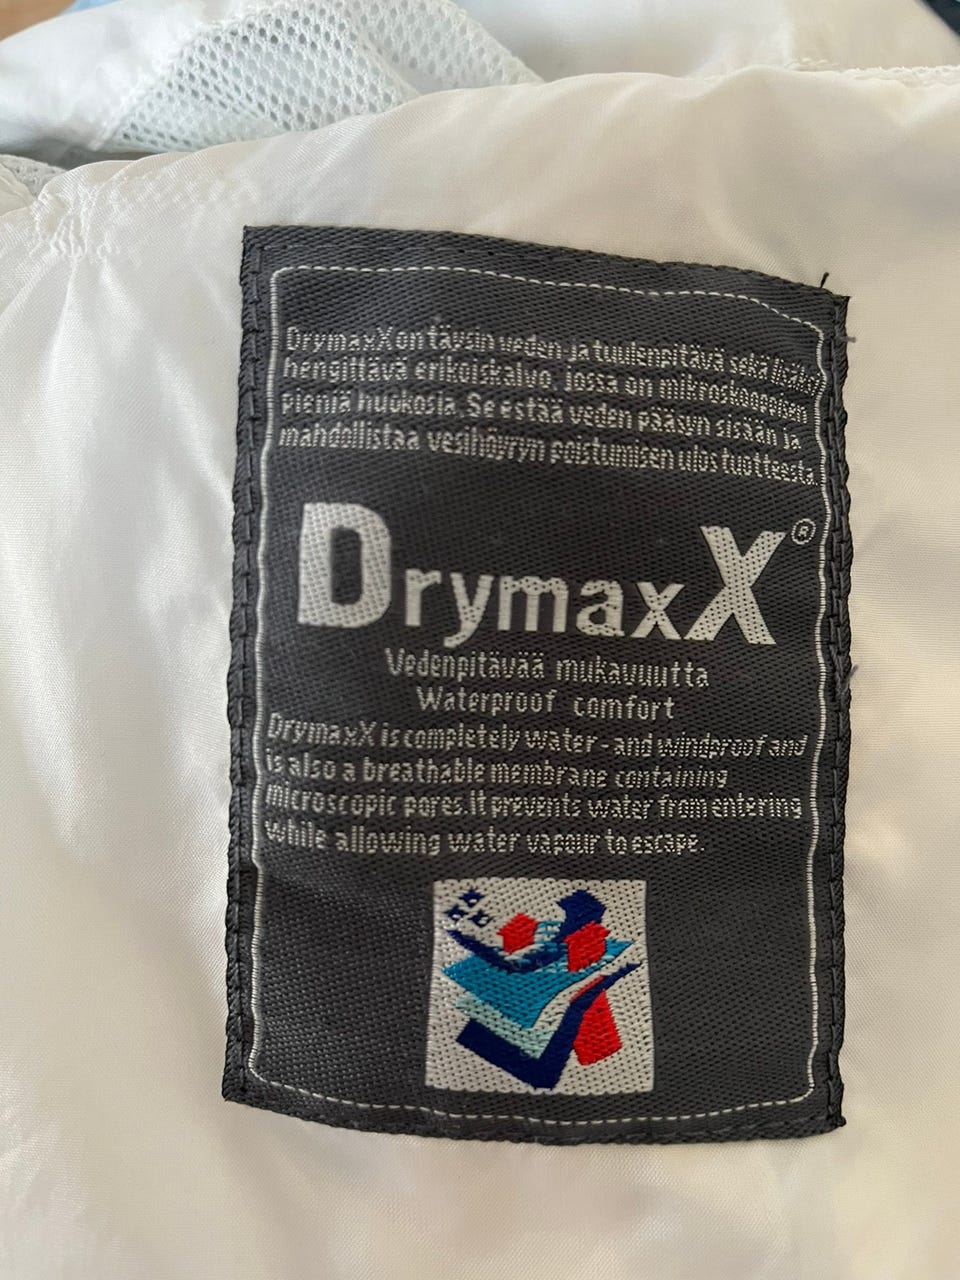 DrymaxX on täysin veden- ja tuulenpitävä sekä lisäksi
hengittävä erikoiskalvo, jossa on mikroskooppisen
pieniä huokosia. Se estää veden pääsyn sisään ja
mahdollistaa vesihöyryn poistumisen ulos tuotteesta.
DrymaxX®
Vedenpitävää mukavuutta
Waterproof comfort
DrymaxX is completely water- and windproof and
is also a breathable membrane containing
microscopic pores. It prevents water from entering
while allowing water vapour to escape.